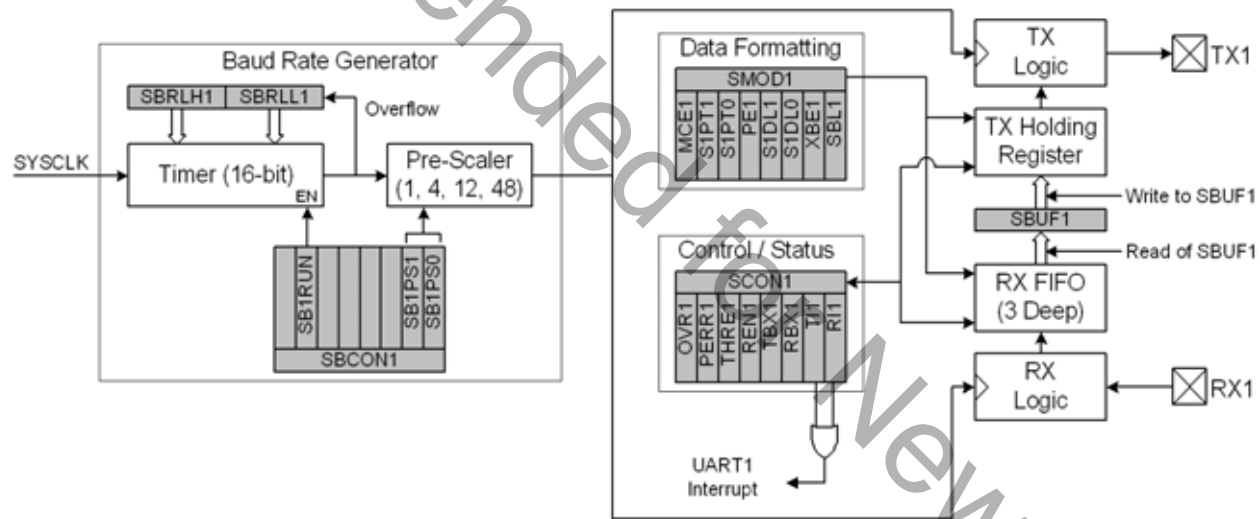 Baud Rate Generator
SBRLH1 SBRLL1
Overflow
SYSCLK
Timer (16-bit)
EN
Pre-Scaler
(1, 4, 12, 48)
SB1RUN
SB1PS1
SB1PS0
SBCON1
Data Formatting
SMOD1
MCE1
S1PT1
S1PT0
PE1
S1DL1
S1DL0
XBE1
SBL1
Control / Status
SCON1
OVR1
PERR1
THRE1
REN1
TBX1
RBX1
TI1
RI1
UART1
Interrupt
TX
Logic
TX1
TX Holding
Register
Write to SBUF1
SBUF1
Read of SBUF1
RX FIFO
(3 Deep)
RX
Logic
RX1
ended for New